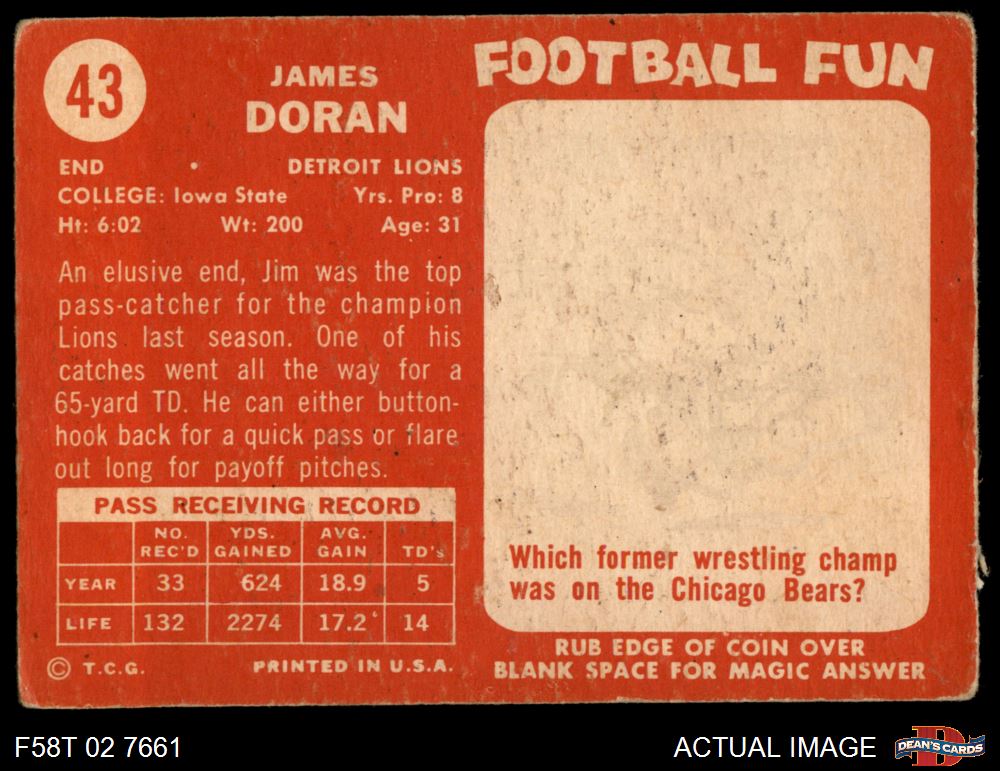 43
JAMES
DORAN
END • DETROIT LIONS
COLLEGE: Iowa State Yrs. Pro: 8
Ht: 6:02 Wt: 200 Age: 31
An elusive end, Jim was the top
pass-catcher for the champion
Lions last season. One of his
catches went all the way for a
65-yard TD. He can either button-
hook back for a quick pass or flare
out long for payoff pitches.
PASS RECEIVING RECORD
NO. REC'D YDS. GAINED AVG. GAIN TD's
YEAR 33 624 18.9 5
LIFE 132 2274 17.2 14
© T.C.G. PRINTED IN U.S.A.
FOOTBALL FUN
Which former wrestling champ
was on the Chicago Bears?
RUB EDGE OF COIN OVER
BLANK SPACE FOR MAGIC ANSWER
F58T 02 7661
ACTUAL IMAGE
D
DEAN'S CARDS